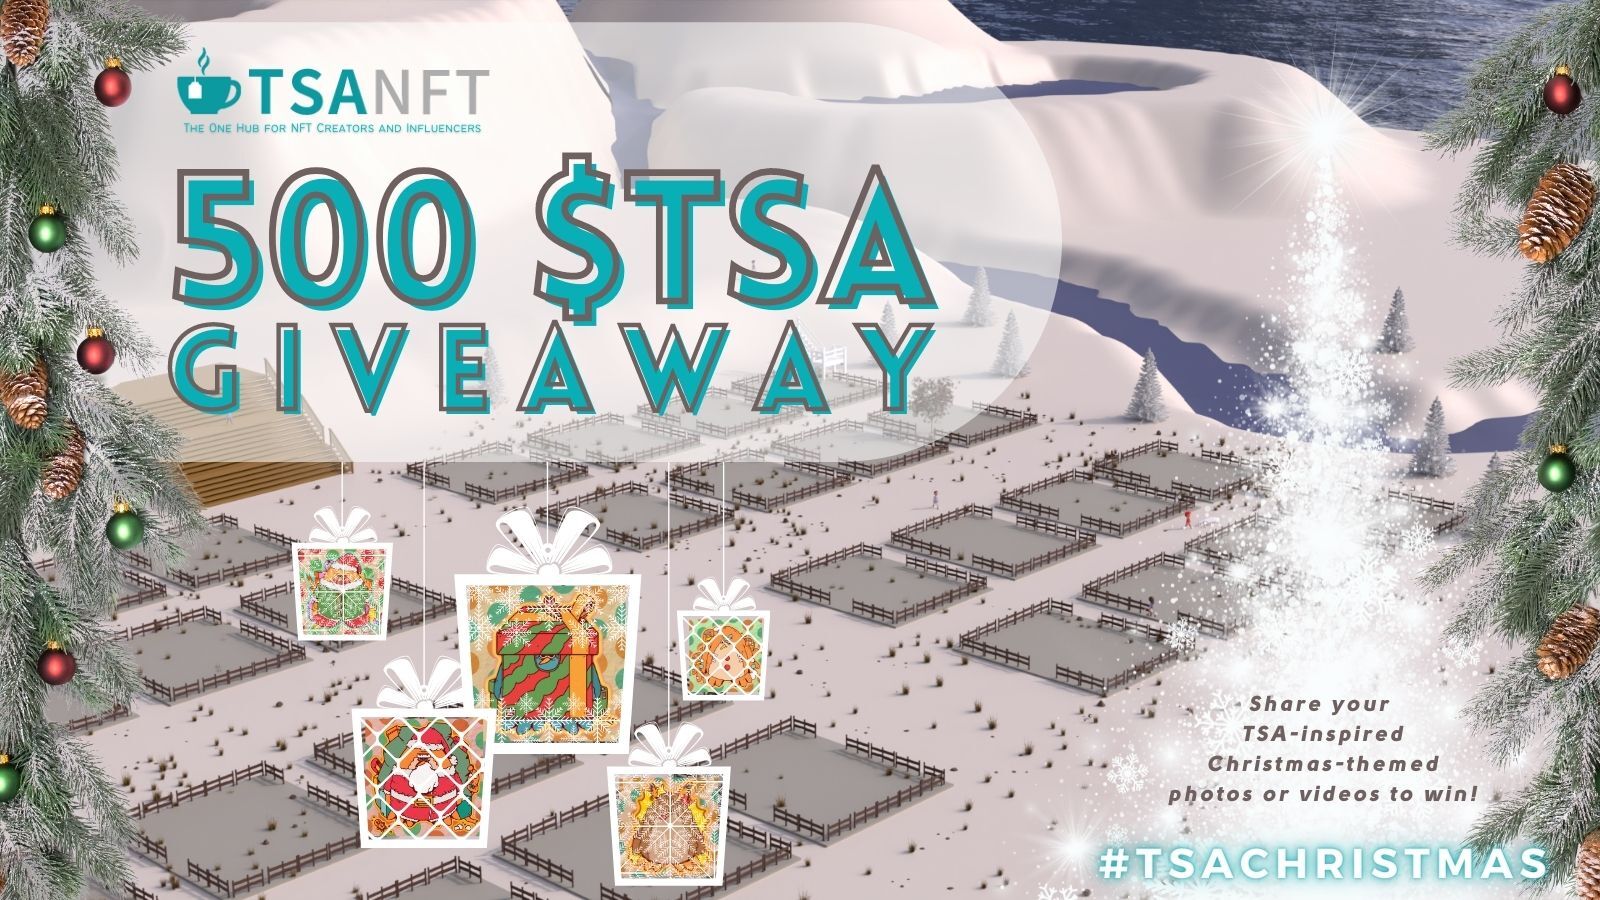 TSANFT
THE ONE HUB FOR NFT CREATORS AND INFLUENCERS
500 $TSA
GIVEAWAY
Share your
TSA-inspired
Christmas-themed
photos or videos to win!
#TSACHRISTMAS